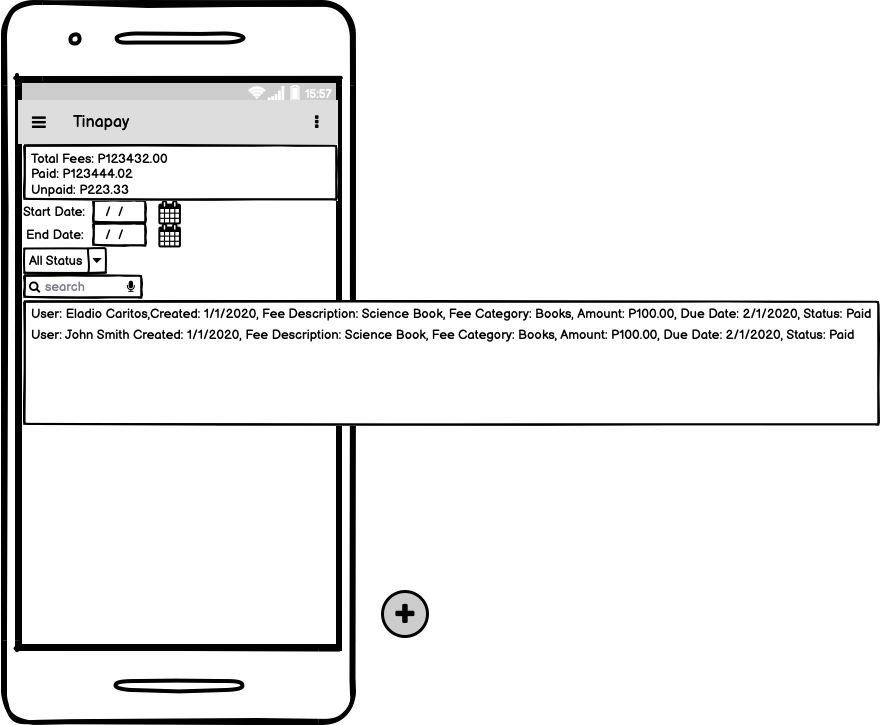 15:57
Tinapay
Total Fees: P123432.00
Paid: P123444.02
Unpaid: P223.33
Start Date: / /
End Date: / /
All Status
search
User: Eladio Caritos,Created: 1/1/2020, Fee Description: Science Book, Fee Category: Books, Amount: P100.00, Due Date: 2/1/2020, Status: Paid
User: John Smith Created: 1/1/2020, Fee Description: Science Book, Fee Category: Books, Amount: P100.00, Due Date: 2/1/2020, Status: Paid